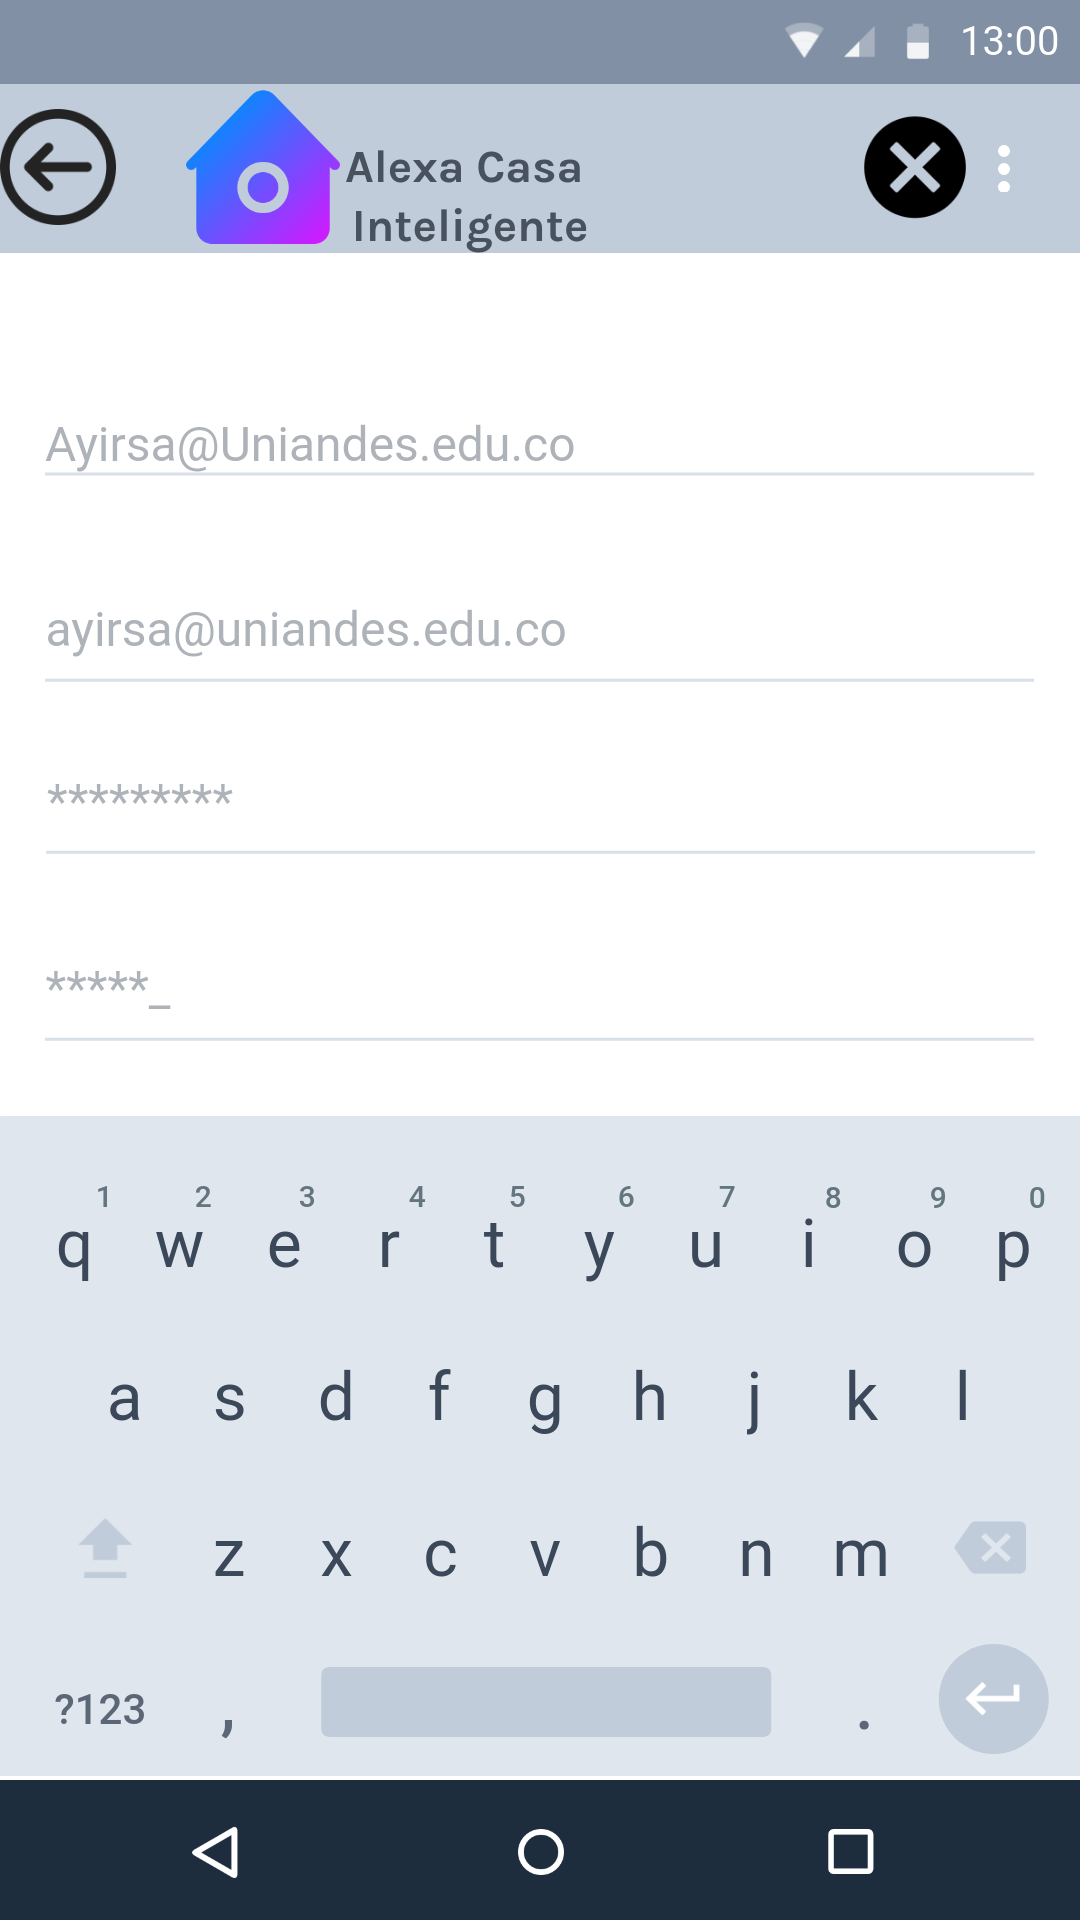 13:00
Alexa Casa
Inteligente
Ayirsa@Uniandes.edu.co
ayirsa@uniandes.edu.co
*********
*****_
1 2 3 4 5 6 7 8 9 0
q w e r t y u i o p
a s d f g h j k l
z x c v b n m
?123 , .